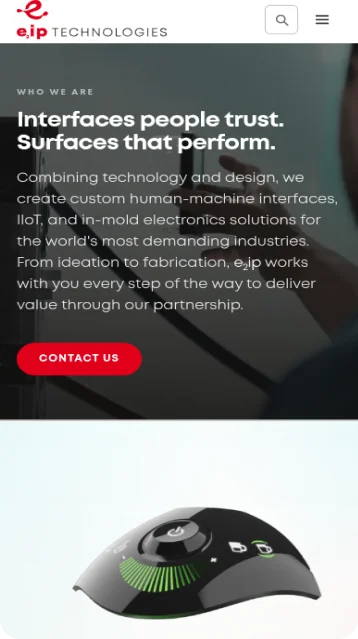 e2ip TECHNOLOGIES
WHO WE ARE
Interfaces people trust.
Surfaces that perform.
Combining technology and design, we
create custom human-machine interfaces,
IIoT, and in-mold electronics solutions for
the world's most demanding industries.
From ideation to fabrication, e2ip works
with you every step of the way to deliver
value through our partnership.
CONTACT US